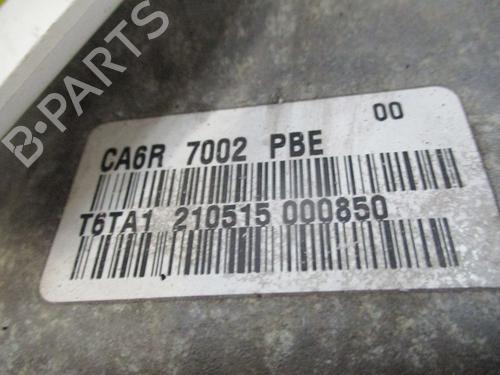 B-PARTS
00
CA6R 7002 PBE
T6TA1 210515 000850